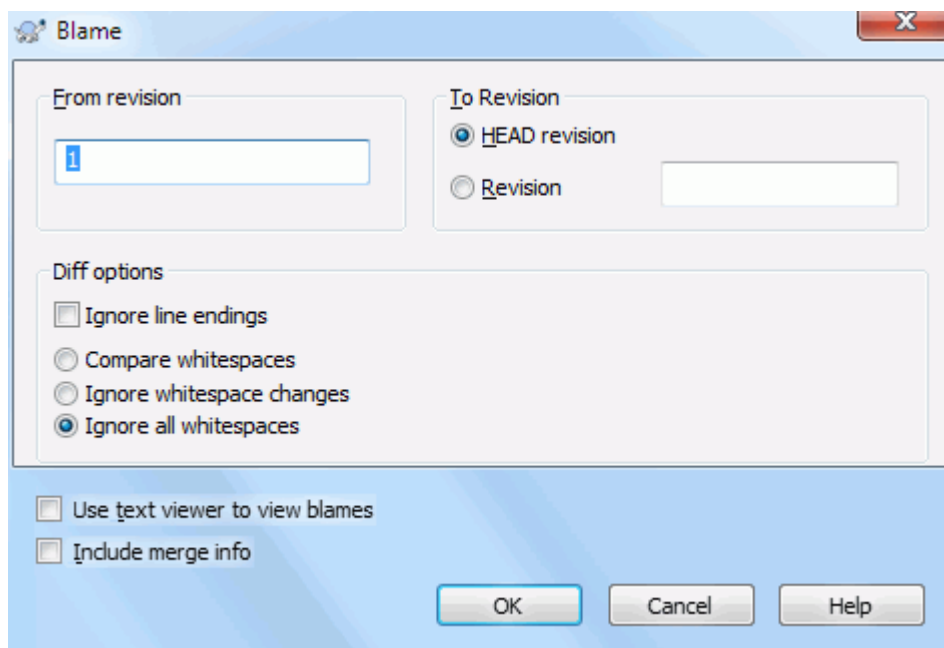 Blame
X
From revision
To Revision
1
HEAD revision
Revision
Diff options
Ignore line endings
Compare whitespaces
Ignore whitespace changes
Ignore all whitespaces
Use text viewer to view blames
Include merge info
OK Cancel Help